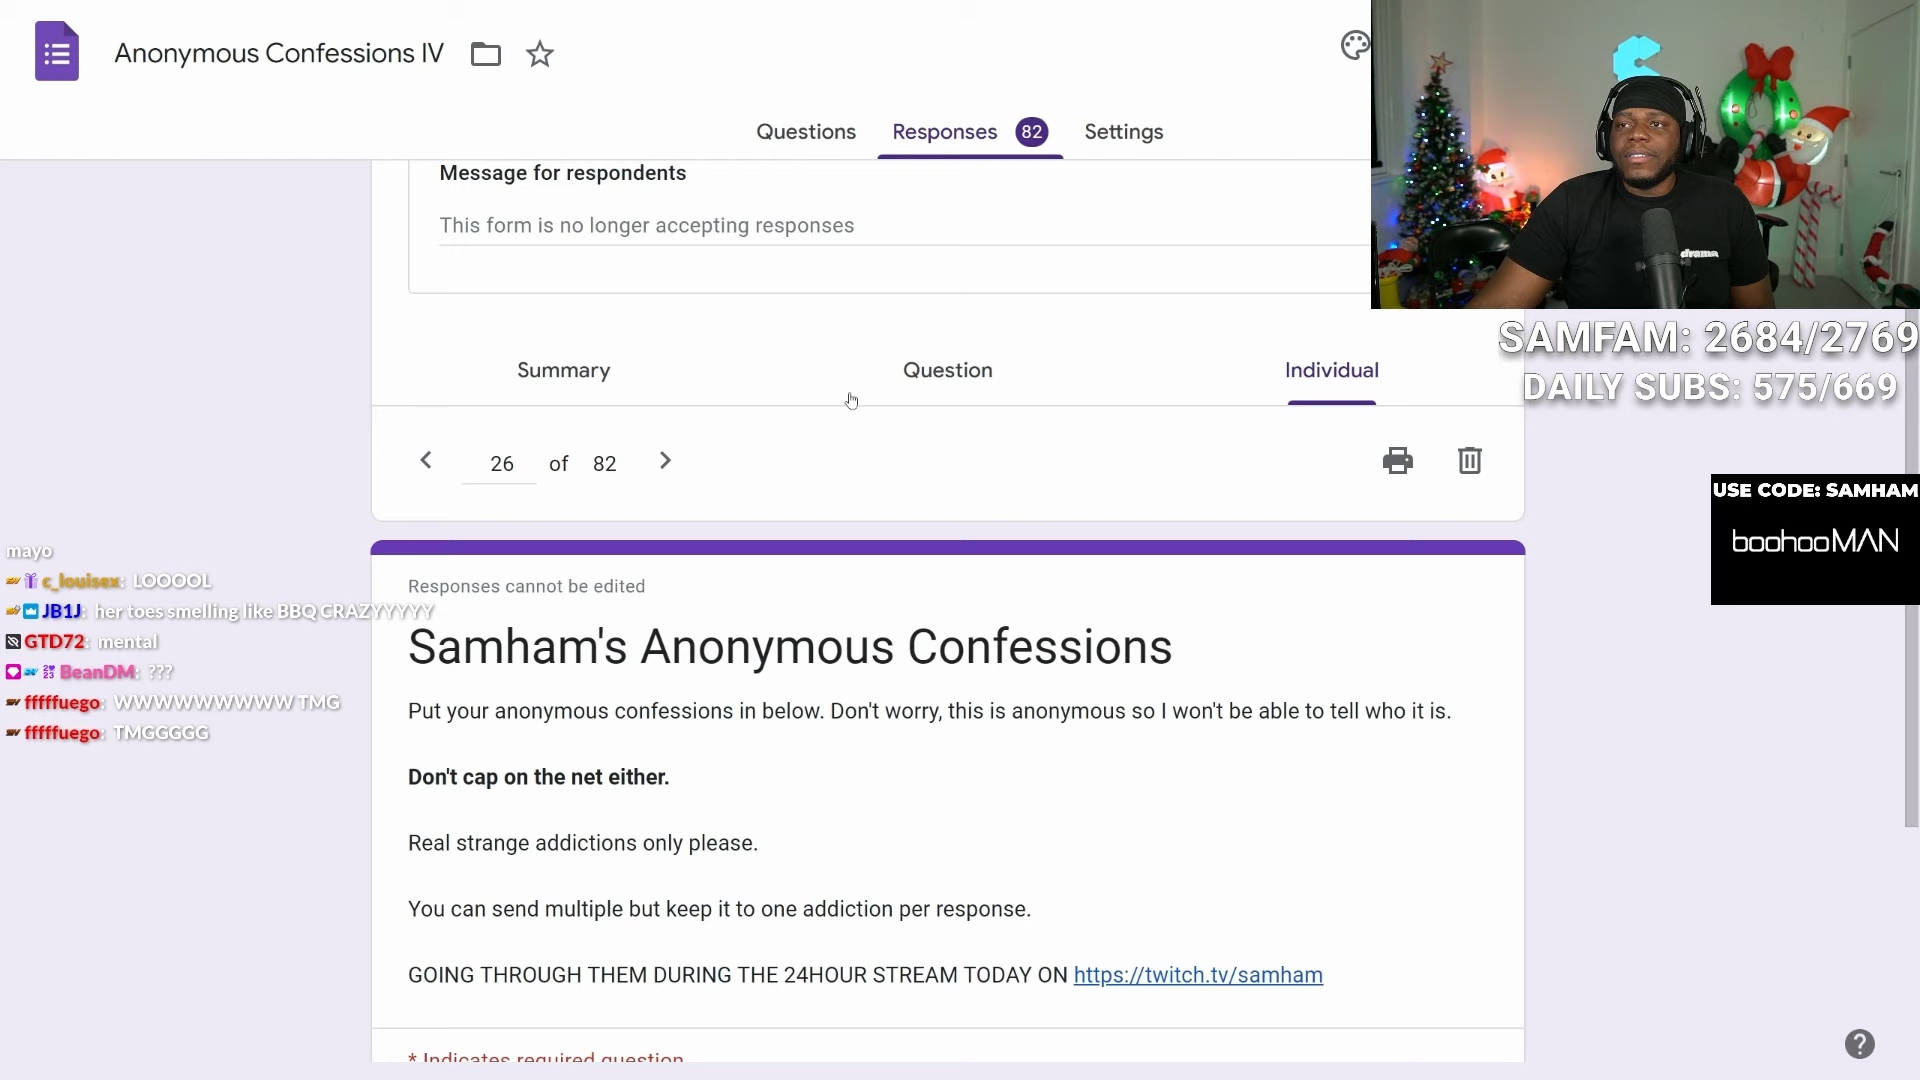 Anonymous Confessions IV
Questions
Responses 82
Settings
Message for respondents
This form is no longer accepting responses
Summary
Question
Individual
26 of 82
drama
SAMFAM: 2684/2769
DAILY SUBS: 575/669
USE CODE: SAMHAM
boohooMAN
mayo
c_louisex: LOOOOL
JB1J: her toes smelling like BBQ CRAZYYYYY
GTD72: mental
BeanDM: ???
fffffuego: WWWWWWWWW TMG
fffffuego: TMGGGGG
Responses cannot be edited
Samham's Anonymous Confessions
Put your anonymous confessions in below. Don't worry, this is anonymous so I won't be able to tell who it is.
Don't cap on the net either.
Real strange addictions only please.
You can send multiple but keep it to one addiction per response.
GOING THROUGH THEM DURING THE 24HOUR STREAM TODAY ON https://twitch.tv/samham
* Indicates required question